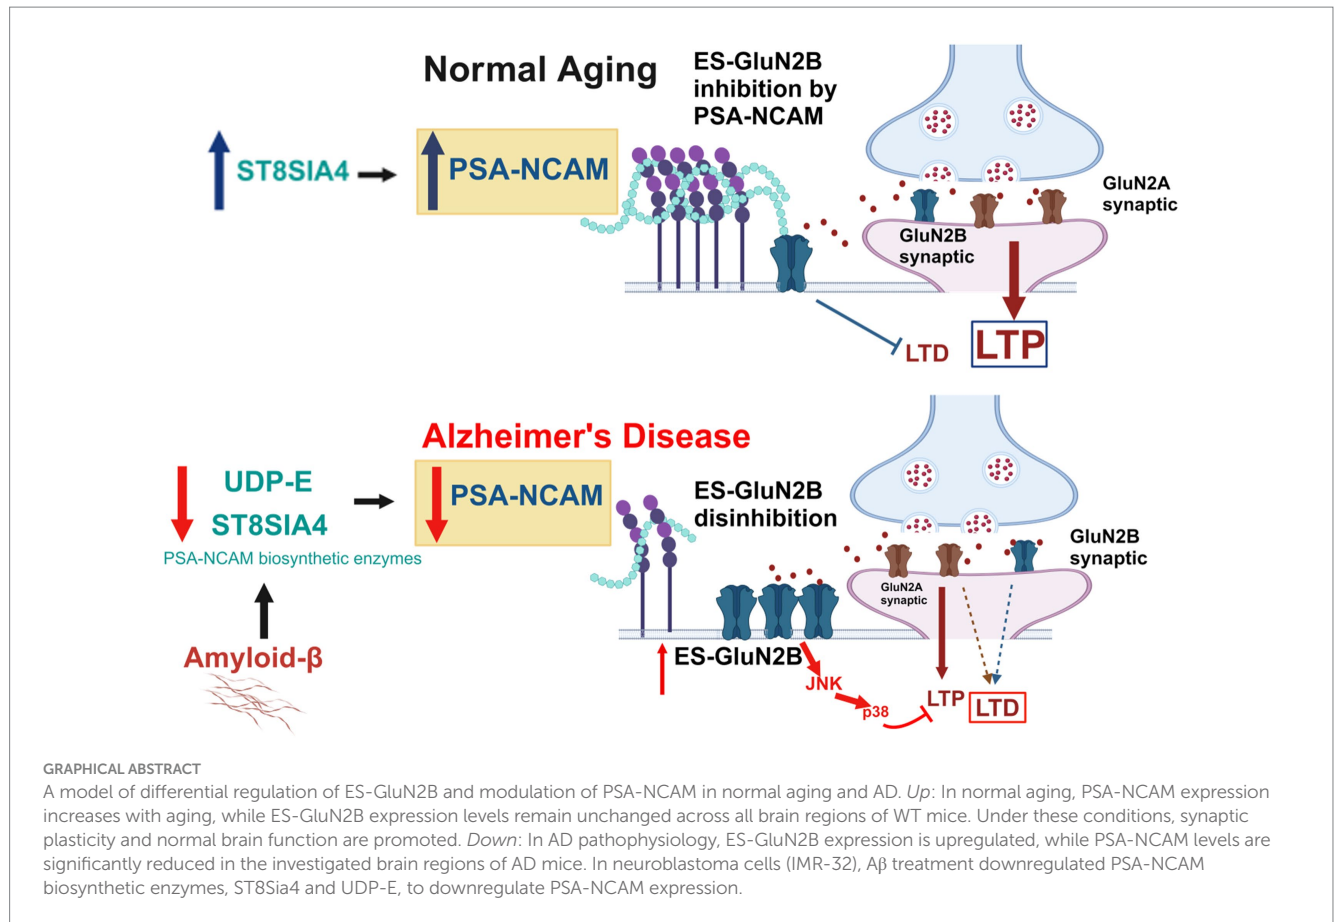 Normal Aging
ES-GluN2B
inhibition by
PSA-NCAM
ST8SIA4
PSA-NCAM
GluN2A
synaptic
GluN2B
synaptic
LTD
LTP
Alzheimer's Disease
UDP-E
ST8SIA4
PSA-NCAM biosynthetic enzymes
PSA-NCAM
ES-GluN2B
disinhibition
GluN2B
synaptic
GluN2A
synaptic
Amyloid-β
ES-GluN2B
JNK
p38
LTP
LTD
GRAPHICAL ABSTRACT
A model of differential regulation of ES-GluN2B and modulation of PSA-NCAM in normal aging and AD. Up: In normal aging, PSA-NCAM expression
increases with aging, while ES-GluN2B expression levels remain unchanged across all brain regions of WT mice. Under these conditions, synaptic
plasticity and normal brain function are promoted. Down: In AD pathophysiology, ES-GluN2B expression is upregulated, while PSA-NCAM levels are
significantly reduced in the investigated brain regions of AD mice. In neuroblastoma cells (IMR-32), Aβ treatment downregulated PSA-NCAM
biosynthetic enzymes, ST8Sia4 and UDP-E, to downregulate PSA-NCAM expression.